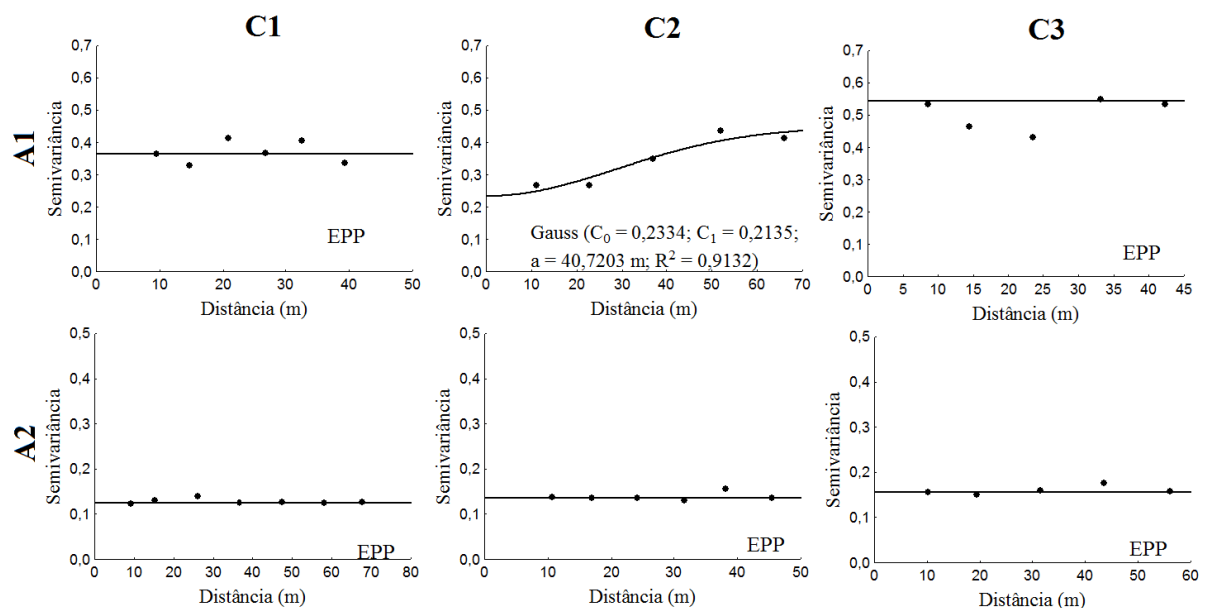 C1
C2
C3
A1
Semivariância
0,7
0,6
0,5
0,4
0,3
0,2
0,1
0,0
EPP
0 10 20 30 40 50
Distância (m)
Semivariância
0,7
0,6
0,5
0,4
0,3
0,2
0,1
0,0
Gauss (C₀ = 0,2334; C₁ = 0,2135;
a = 40,7203 m; R² = 0,9132)
0 10 20 30 40 50 60 70
Distância (m)
Semivariância
0,7
0,6
0,5
0,4
0,3
0,2
0,1
0,0
EPP
0 5 10 15 20 25 30 35 40 45
Distância (m)
A2
Semivariância
0,5
0,4
0,3
0,2
0,1
0,0
EPP
0 10 20 30 40 50 60 70 80
Distância (m)
Semivariância
0,5
0,4
0,3
0,2
0,1
0,0
EPP
0 10 20 30 40 50
Distância (m)
Semivariância
0,5
0,4
0,3
0,2
0,1
0,0
EPP
0 10 20 30 40 50 60
Distância (m)